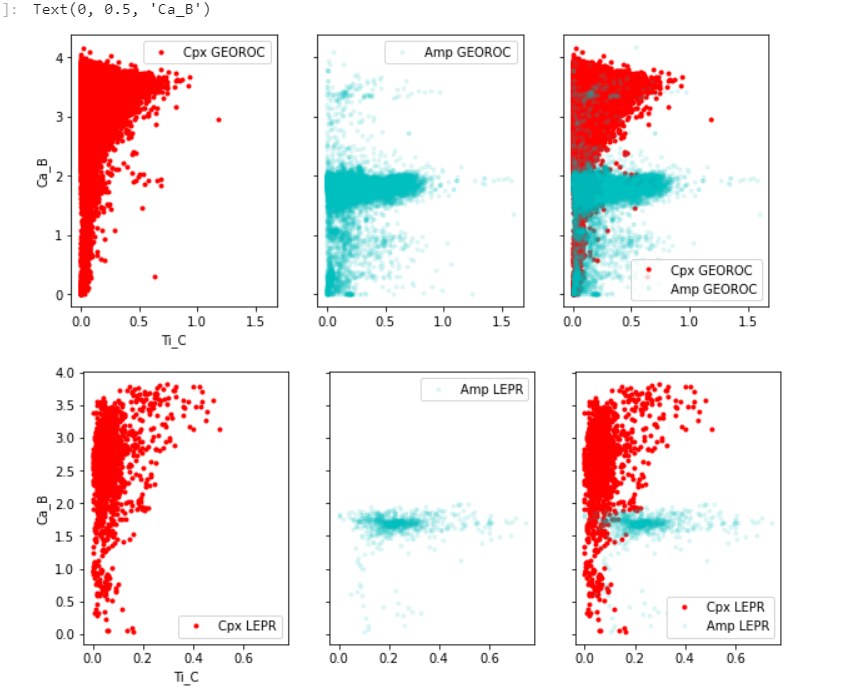 ]: Text(0, 0.5, 'Ca_B')
Cpx GEOROC
Amp GEOROC
4
3
2
1
0
Ca_B
Cpx GEOROC
Amp GEOROC
0.0 0.5 1.0 1.5
0.0 0.5 1.0 1.5
0.0 0.5 1.0 1.5
Ti_C
4.0
3.5
3.0
2.5
2.0
1.5
1.0
0.5
0.0
Ca_B
Amp LEPR
Cpx LEPR
Cpx LEPR
Amp LEPR
0.0 0.2 0.4 0.6
0.0 0.2 0.4 0.6
0.0 0.2 0.4 0.6
Ti_C